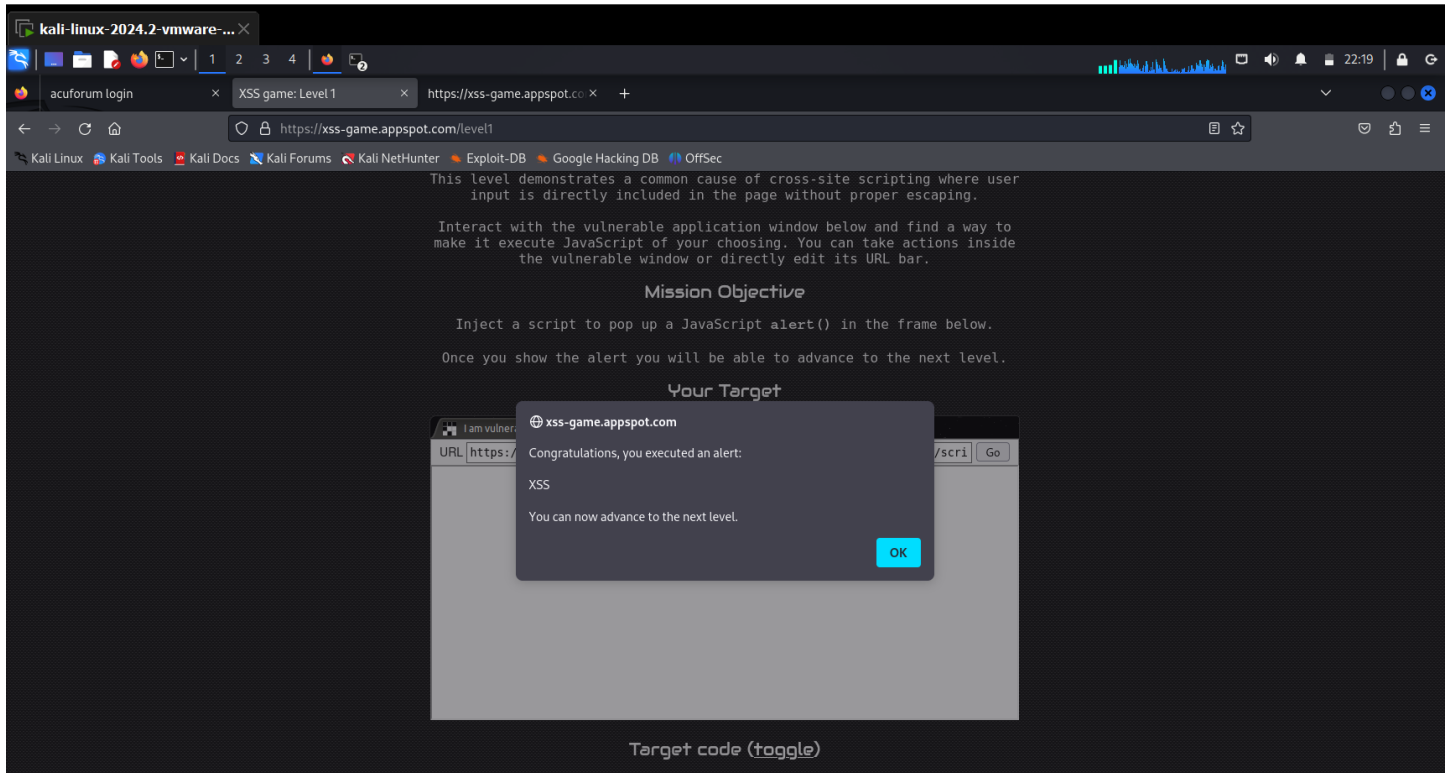 kali-linux-2024.2-vmware-...
1 2 3 4 2 22:19
acuforum login XSS game: Level 1 https://xss-game.appspot.co
https://xss-game.appspot.com/level1
Kali Linux Kali Tools Kali Docs Kali Forums Kali NetHunter Exploit-DB Google Hacking DB OffSec
This level demonstrates a common cause of cross-site scripting where user
input is directly included in the page without proper escaping.
Interact with the vulnerable application window below and find a way to
make it execute JavaScript of your choosing. You can take actions inside
the vulnerable window or directly edit its URL bar.
Mission Objective
Inject a script to pop up a JavaScript alert() in the frame below.
Once you show the alert you will be able to advance to the next level.
Your Target
I am vulner
xss-game.appspot.com
URL https:/ /scri Go
Congratulations, you executed an alert:
XSS
You can now advance to the next level.
OK
Target code (toggle)